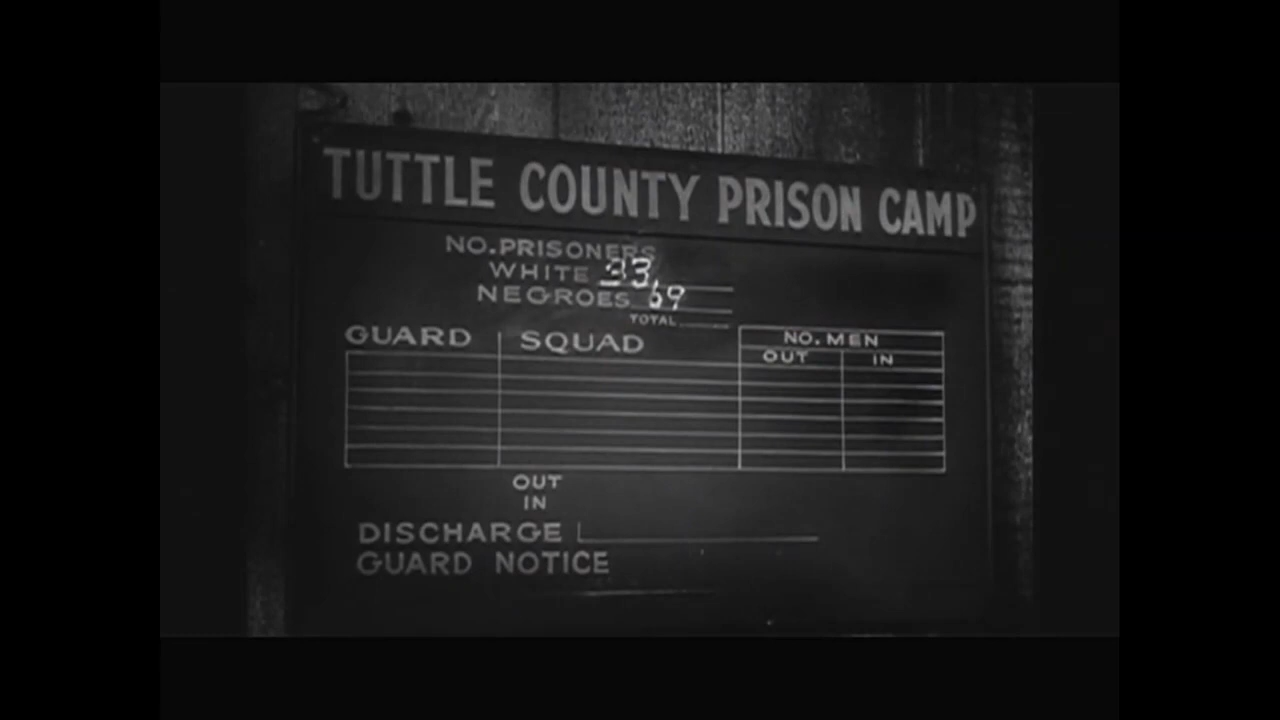 TUTTLE COUNTY PRISON CAMP
NO. PRISONERS
WHITE 33
NEGROES 69
TOTAL
GUARD SQUAD NO. MEN
OUT IN
OUT
IN
DISCHARGE
GUARD NOTICE